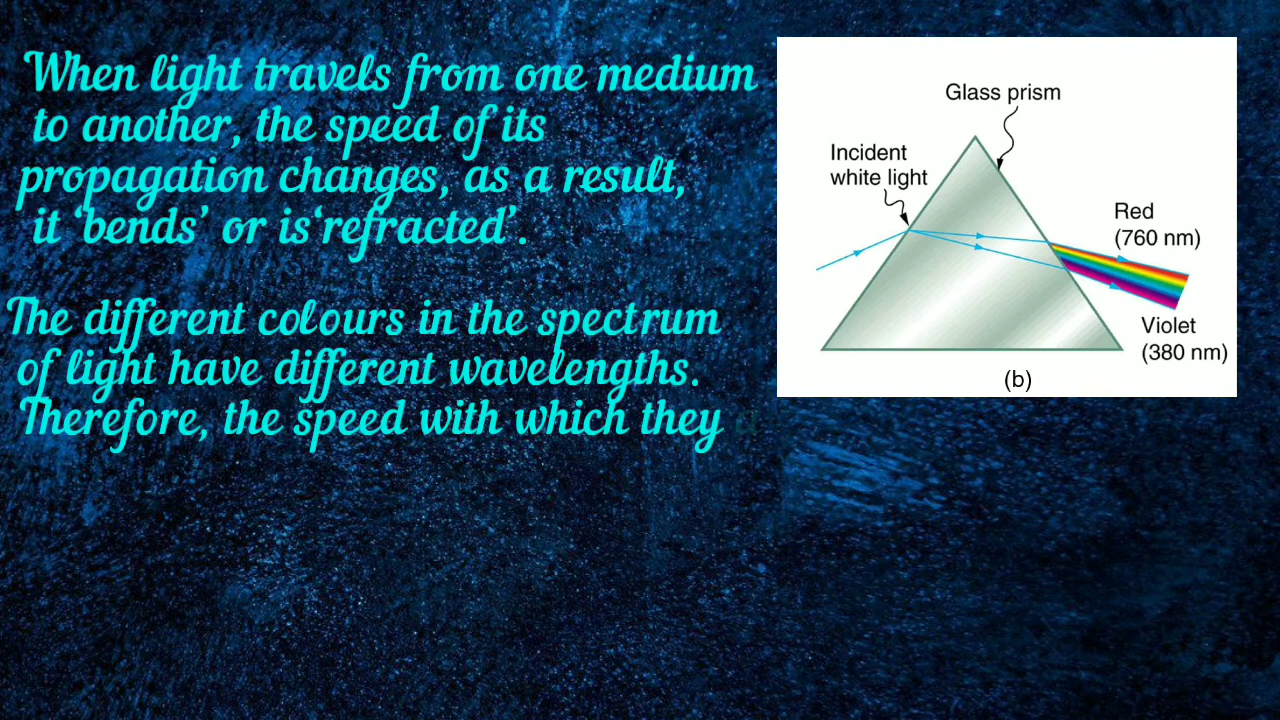 When light travels from one medium
to another, the speed of its
propagation changes, as a result,
it ‘bends’ or is‘refracted’.
The different colours in the spectrum
of light have different wavelengths.
Therefore, the speed with which they
Glass prism
Incident
white light
Red
(760 nm)
Violet
(380 nm)
(b)